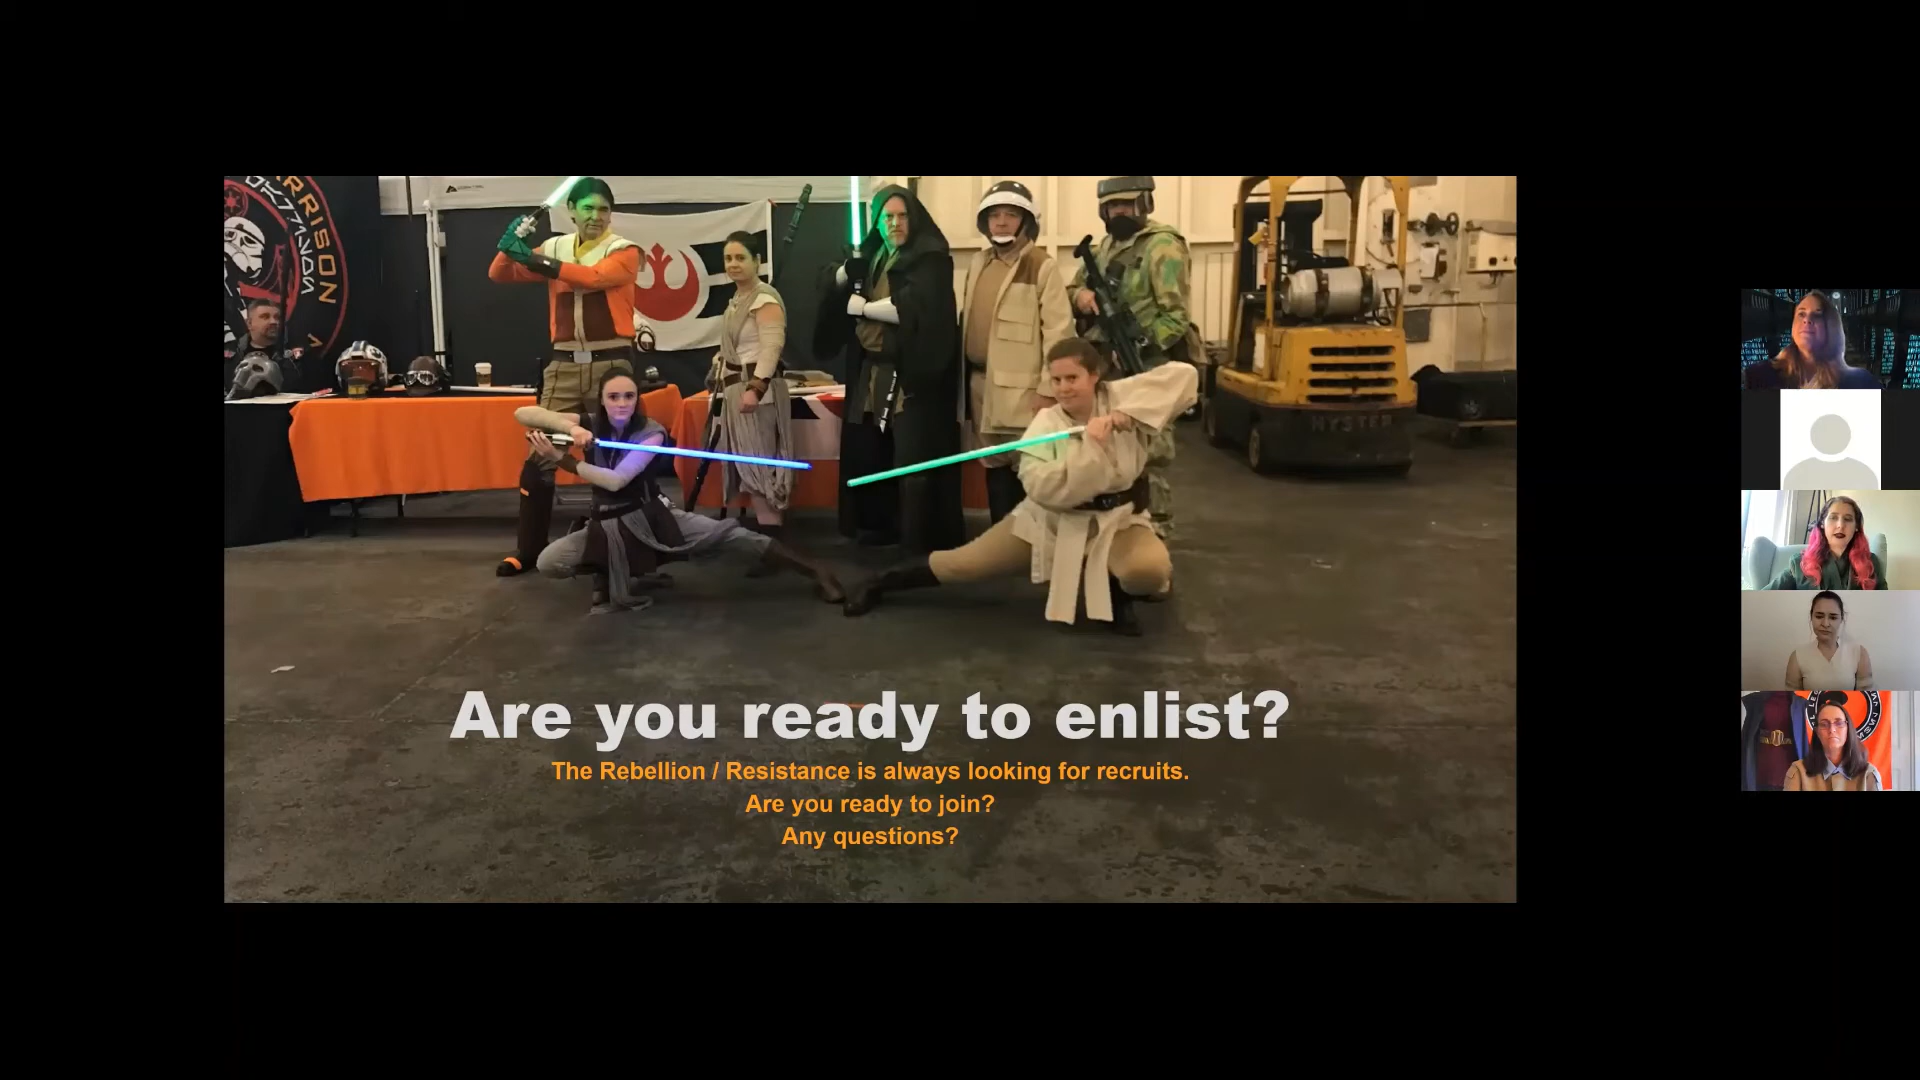 RRISON
Are you ready to enlist?
The Rebellion / Resistance is always looking for recruits.
Are you ready to join?
Any questions?
HYSTER